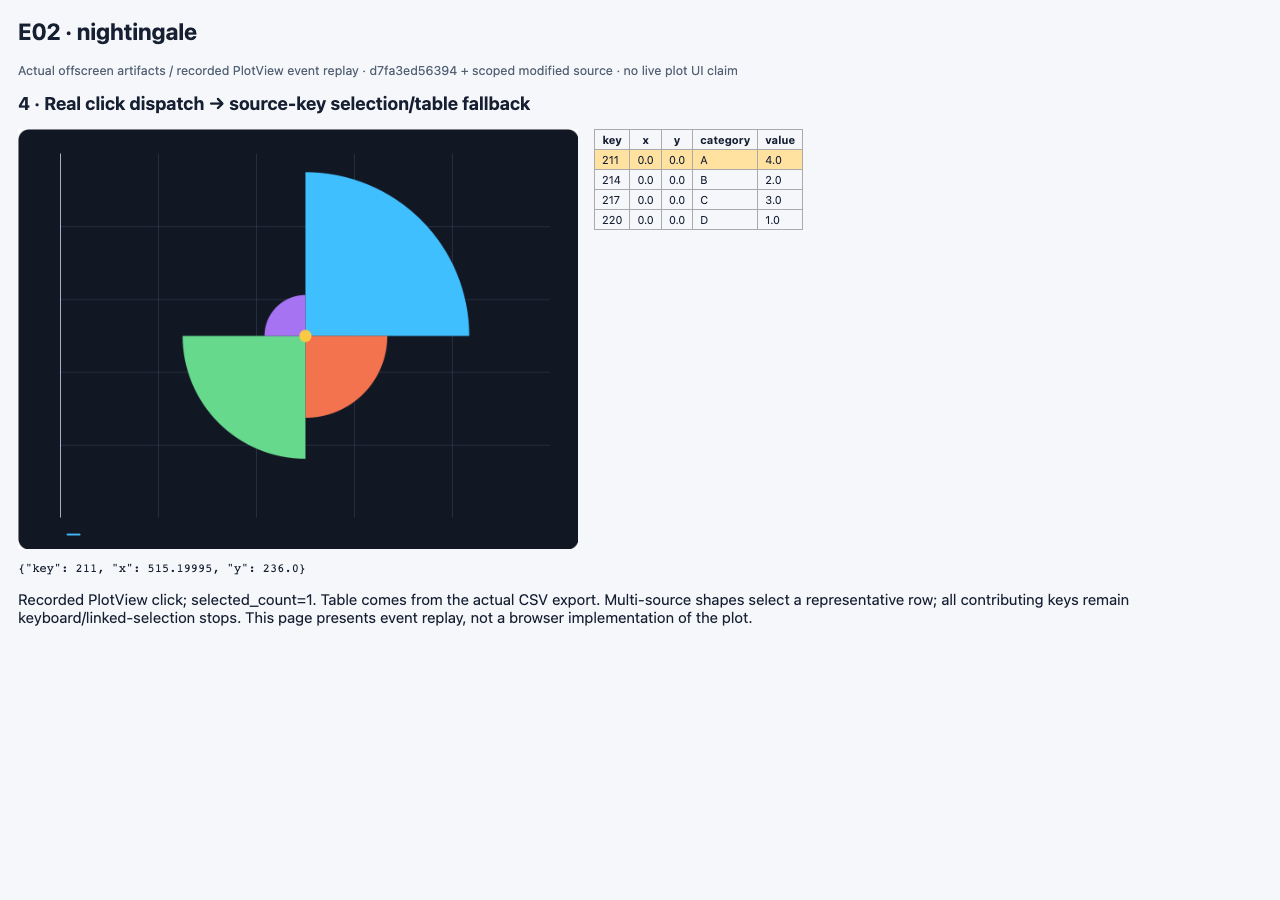 E02 · nightingale
Actual offscreen artifacts / recorded PlotView event replay · d7fa3ed56394 + scoped modified source · no live plot UI claim
4 · Real click dispatch → source-key selection/table fallback
key x y category value
211 0.0 0.0 A 4.0
214 0.0 0.0 B 2.0
217 0.0 0.0 C 3.0
220 0.0 0.0 D 1.0
{"key": 211, "x": 515.19995, "y": 236.0}
Recorded PlotView click; selected_count=1. Table comes from the actual CSV export. Multi-source shapes select a representative row; all contributing keys remain
keyboard/linked-selection stops. This page presents event replay, not a browser implementation of the plot.